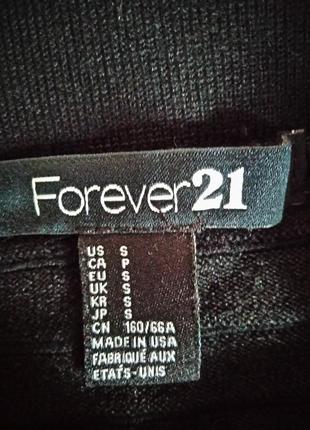 Forever21
US S
CA P
EU S
UK S
KR S
JP S
CN 160/66A
MADE IN USA
FABRIQUÉ AUX
ETATS-UNIS